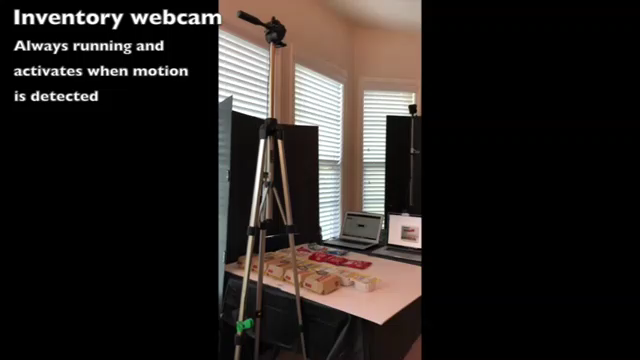 Inventory webcam
Always running and
activates when motion
is detected